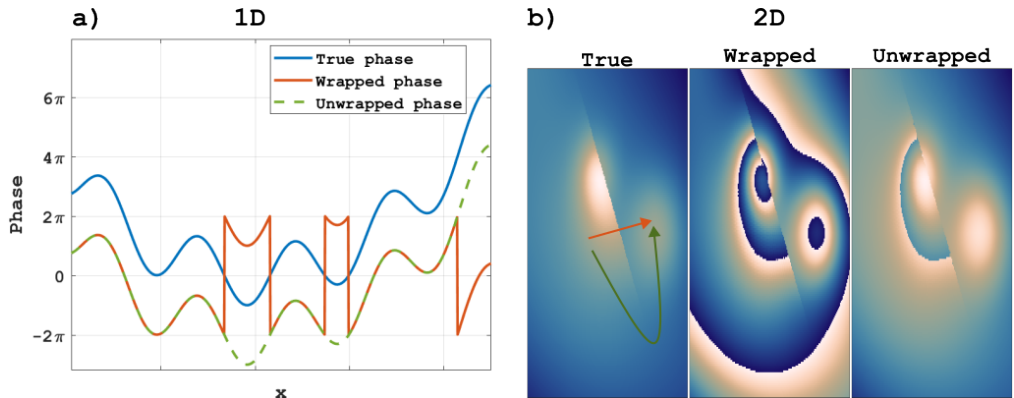 a) 1D
True phase
Wrapped phase
Unwrapped phase
6π
4π
2π
0
-2π
Phase
x
b) 2D
True Wrapped Unwrapped